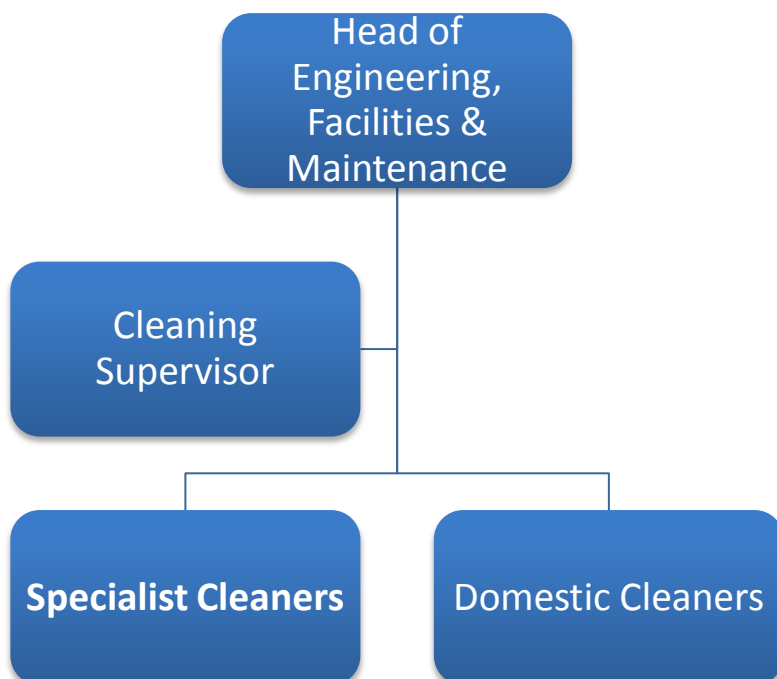 Head of
Engineering,
Facilities &
Maintenance
Cleaning
Supervisor
Specialist Cleaners
Domestic Cleaners